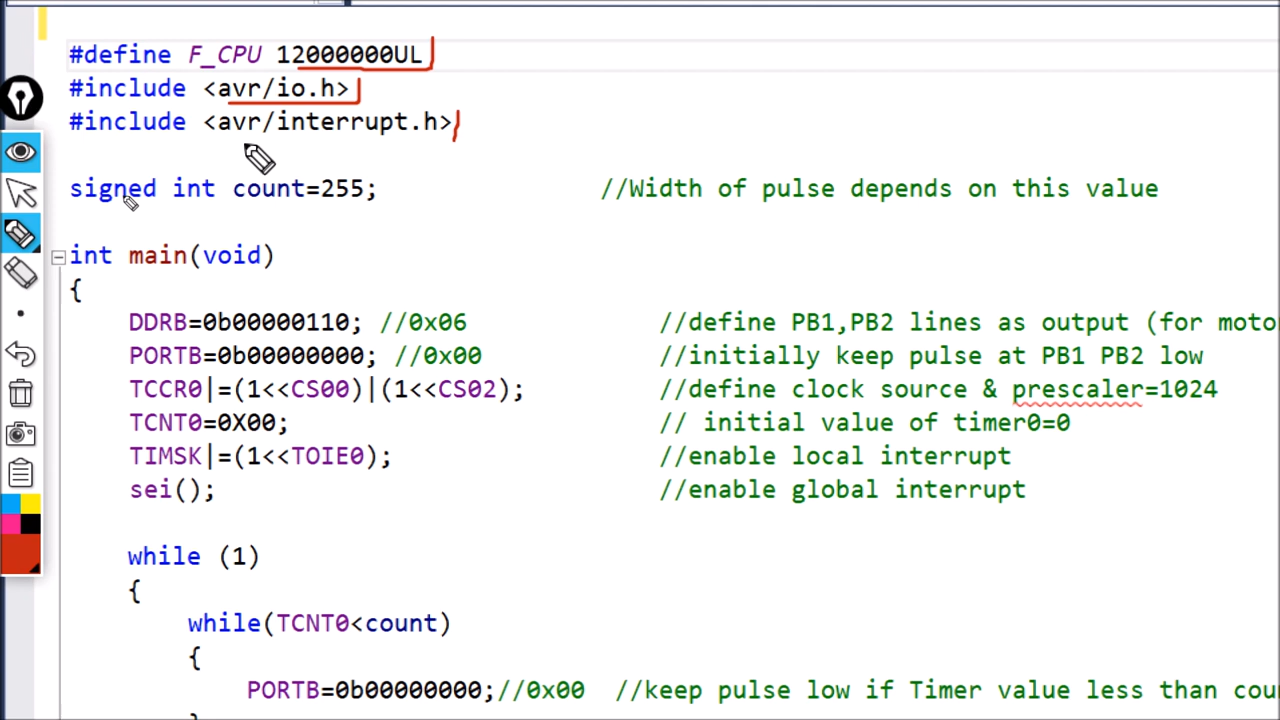 #define F_CPU 12000000UL
#include <avr/io.h>
#include <avr/interrupt.h>
signed int count=255; //Width of pulse depends on this value
int main(void)
{
DDRB=0b00000110; //0x06 //define PB1,PB2 lines as output (for moto
PORTB=0b00000000; //0x00 //initially keep pulse at PB1 PB2 low
TCCR0|=(1<<CS00)|(1<<CS02); //define clock source & prescaler=1024
TCNT0=0X00; // initial value of timer0=0
TIMSK|=(1<<TOIE0); //enable local interrupt
sei(); //enable global interrupt
while (1)
{
while(TCNT0<count)
{
PORTB=0b00000000;//0x00 //keep pulse low if Timer value less than cou